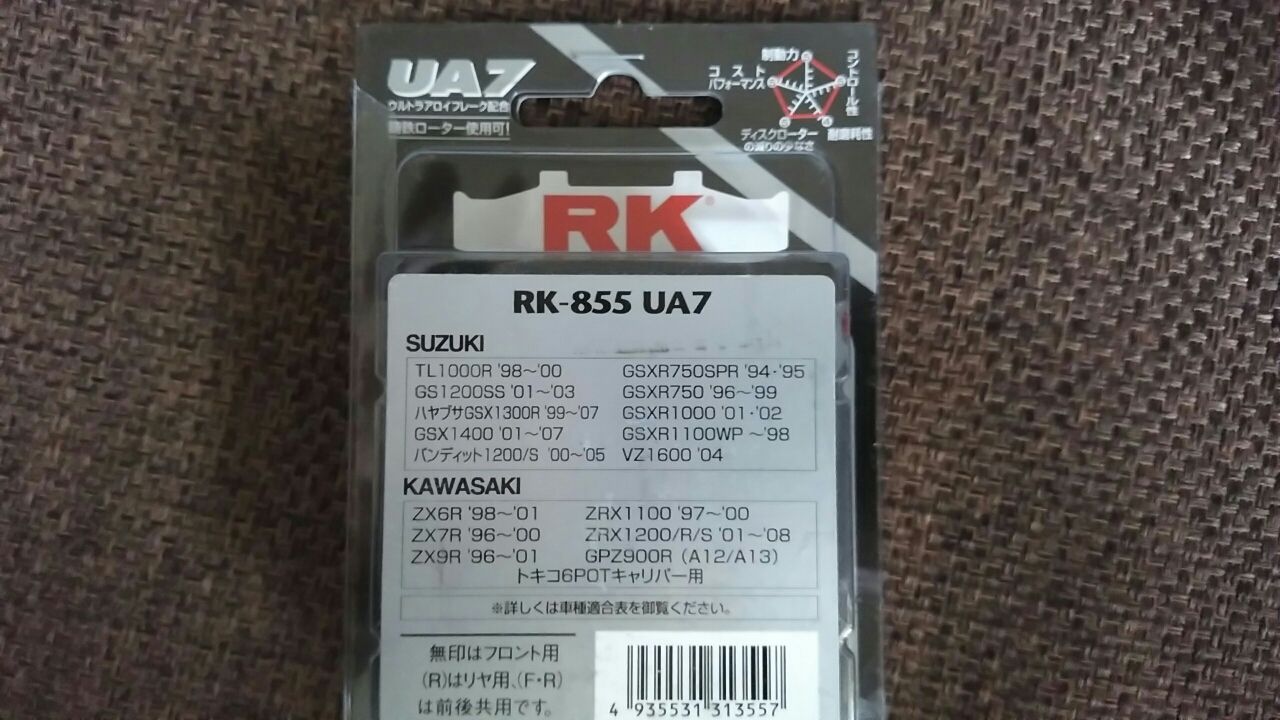 UA7
ウルトラアロイフレーク配合
鋳鉄ローター使用可!
制動力
コントロール性
コスト
パフォーマンス
ディスクローター
の減りの少なさ
耐磨耗性
RK
RK-855 UA7
SUZUKI
TL1000R '98〜'00 GSXR750SPR '94・'95
GS1200SS '01〜'03 GSXR750 '96〜'99
ハヤブサGSX1300R '99〜'07 GSXR1000 '01・'02
GSX1400 '01〜'07 GSXR1100WP 〜'98
バンディット1200/S '00〜'05 VZ1600 '04
KAWASAKI
ZX6R '98〜'01 ZRX1100 '97〜'00
ZX7R '96〜'00 ZRX1200/R/S '01〜'08
ZX9R '96〜'01 GPZ900R (A12/A13)
トキコ6POTキャリパー用
※詳しくは車種適合表を御覧ください。
無印はフロント用
(R)はリヤ用、(F・R)
は前後共用です。
4 935531 313557